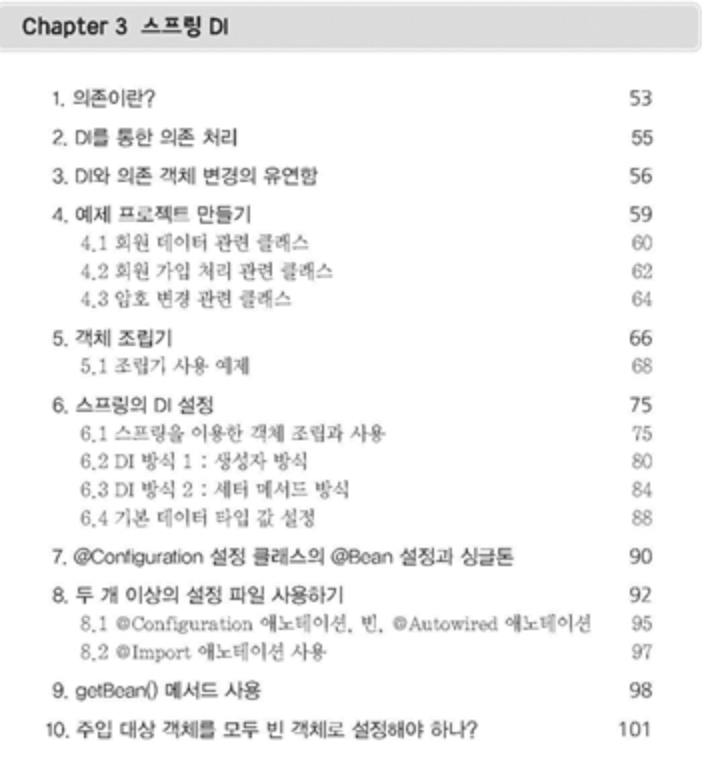 Chapter 3 스프링 DI
1. 의존이란? 53
2. DI를 통한 의존 처리 55
3. DI와 의존 객체 변경의 유연함 56
4. 예제 프로젝트 만들기 59
4.1 회원 데이터 관련 클래스 60
4.2 회원 가입 처리 관련 클래스 62
4.3 암호 변경 관련 클래스 64
5. 객체 조립기 66
5.1 조립기 사용 예제 68
6. 스프링의 DI 설정 75
6.1 스프링을 이용한 객체 조립과 사용 75
6.2 DI 방식 1 : 생성자 방식 80
6.3 DI 방식 2 : 세터 메서드 방식 84
6.4 기본 데이터 타입 값 설정 88
7. @Configuration 설정 클래스의 @Bean 설정과 싱글톤 90
8. 두 개 이상의 설정 파일 사용하기 92
8.1 @Configuration 애노테이션, 빈, @Autowired 애노테이션 95
8.2 @Import 애노테이션 사용 97
9. getBean() 메서드 사용 98
10. 주입 대상 객체를 모두 빈 객체로 설정해야 하나? 101